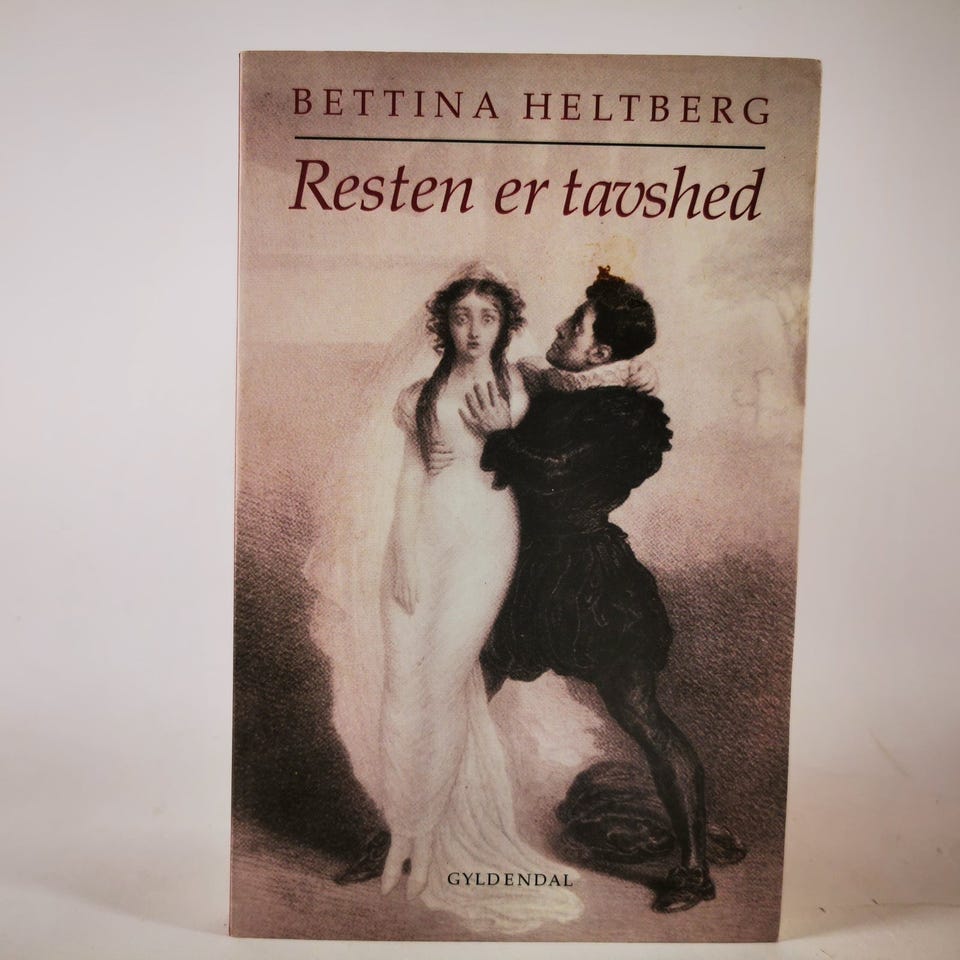 BETTINA HELTBERG
Resten er tavshed
GYLDENDAL